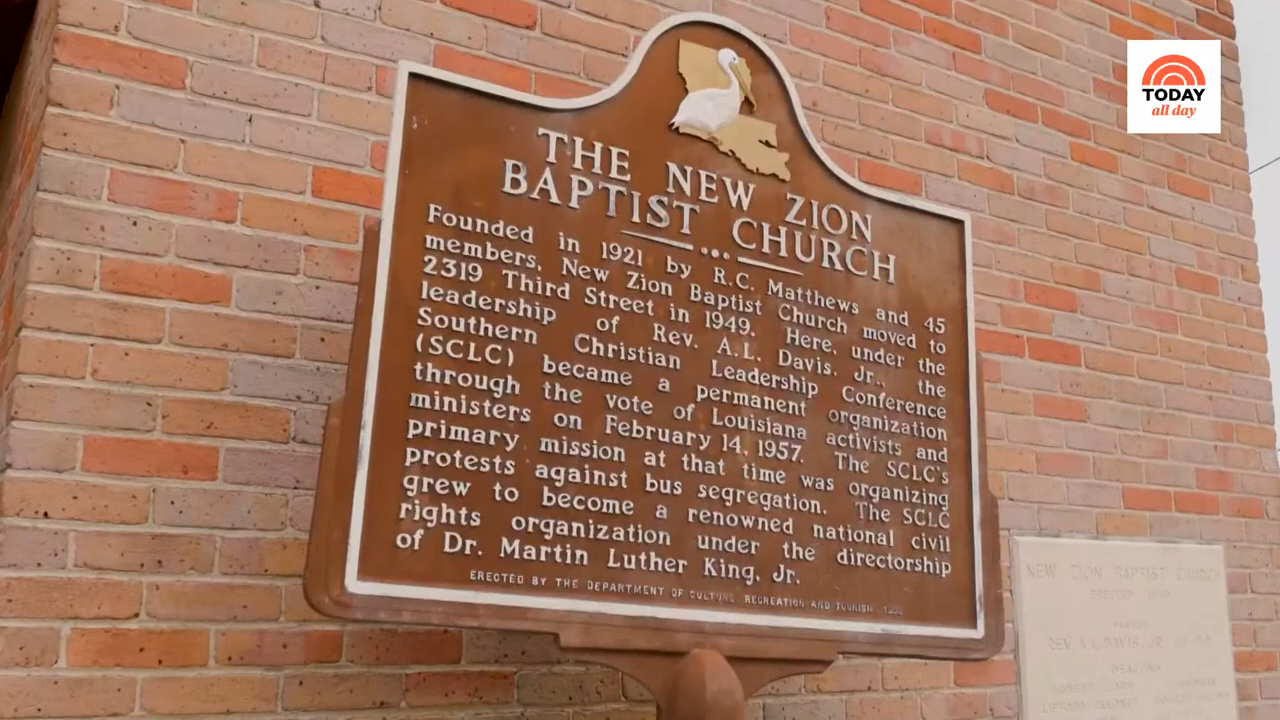 TODAY
all day
THE NEW ZION
BAPTIST CHURCH
Founded in 1921 by R.C. Matthews and 45
members, New Zion Baptist Church moved to
2319 Third Street in 1949. Here, under the
leadership of Rev. A.L. Davis, Jr., the
Southern Christian Leadership Conference
(SCLC) became a permanent organization
through the vote of Louisiana activists and
ministers on February 14, 1957. The SCLC's
primary mission at that time was organizing
protests against bus segregation. The SCLC
grew to become a renowned national civil
rights organization under the directorship
of Dr. Martin Luther King, Jr.
ERECTED BY THE DEPARTMENT OF CULTURE, RECREATION AND TOURISM
NEW ZION BAPTIST CHURCH
REV. A.L. DAVIS, JR.